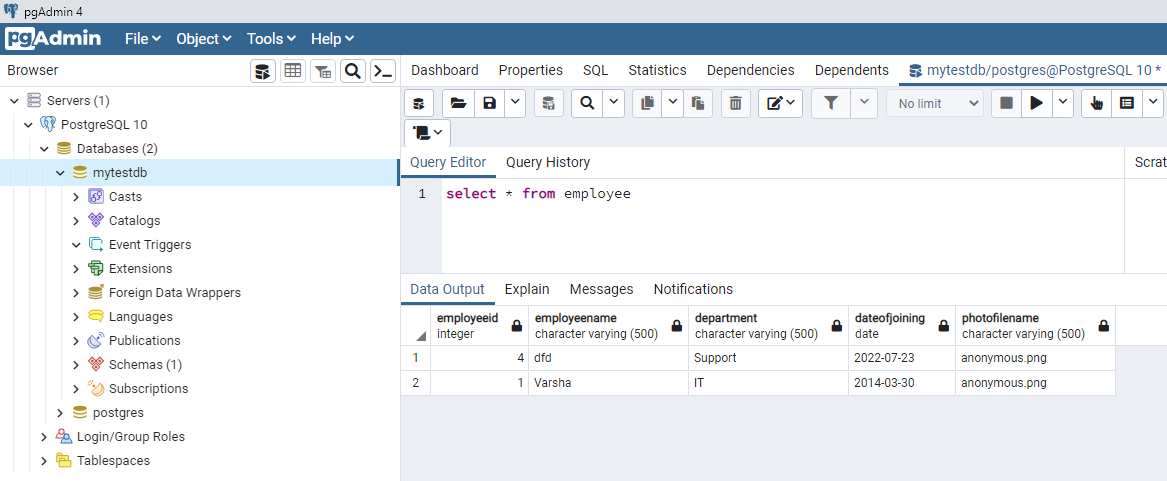 pgAdmin 4
pgAdmin File Object Tools Help
Browser
Dashboard Properties SQL Statistics Dependencies Dependents mytestdb/postgres@PostgreSQL 10 *
Servers (1)
PostgreSQL 10
Databases (2)
mytestdb
Casts
Catalogs
Event Triggers
Extensions
Foreign Data Wrappers
Languages
Publications
Schemas (1)
Subscriptions
postgres
Login/Group Roles
Tablespaces
No limit
Query Editor Query History Scrat
1 select * from employee
Data Output Explain Messages Notifications
employeeid employeename department dateofjoining photofilename
integer character varying (500) character varying (500) date character varying (500)
1 4 dfd Support 2022-07-23 anonymous.png
2 1 Varsha IT 2014-03-30 anonymous.png